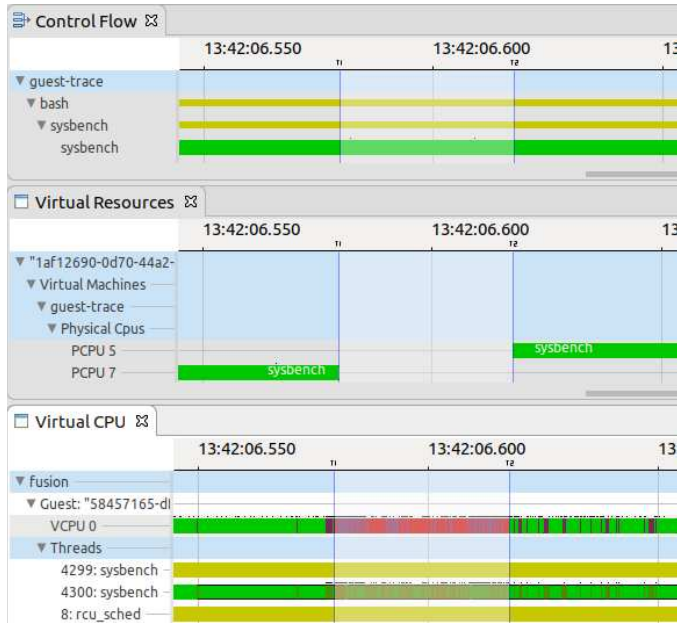 Control Flow
13:42:06.550 13:42:06.600 13
T1 T2
guest-trace
bash
sysbench
sysbench
Virtual Resources
13:42:06.550 13:42:06.600 13
T1 T2
"1af12690-0d70-44a2-
Virtual Machines
guest-trace
Physical Cpus
PCPU 5 sysbench
PCPU 7 sysbench
Virtual CPU
13:42:06.550 13:42:06.600 13
T1 T2
fusion
Guest: "58457165-d
VCPU 0
Threads
4299: sysbench
4300: sysbench
8: rcu_sched